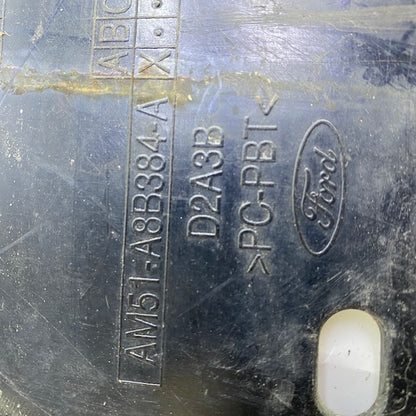 ABC
X..
AM51-A8B384-A
D2A3B
>PC-PBT<
Ford